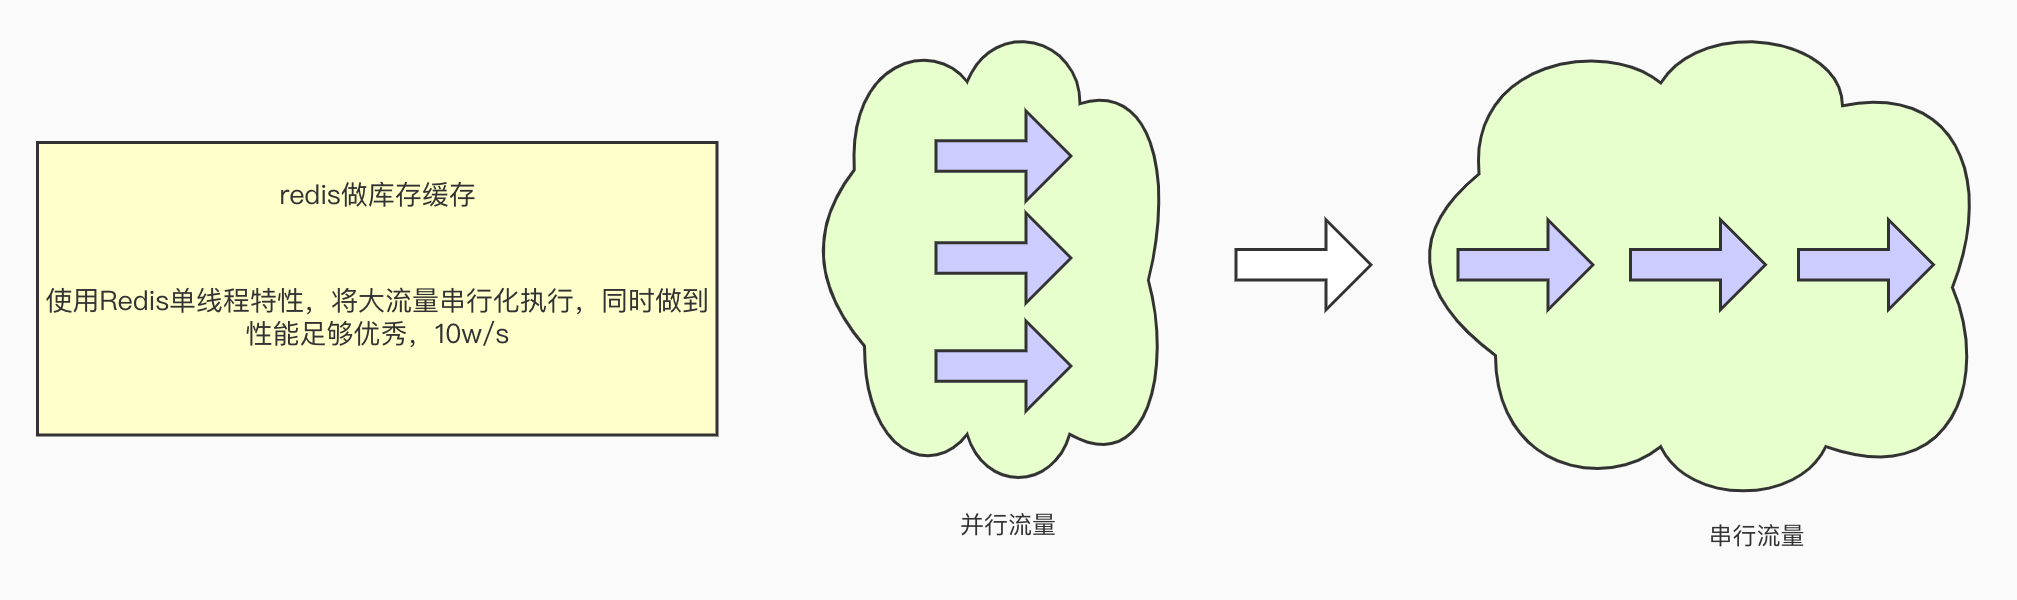 redis做库存缓存
使用Redis单线程特性，将大流量串行化执行，同时做到
性能足够优秀，10w/s
并行流量
串行流量